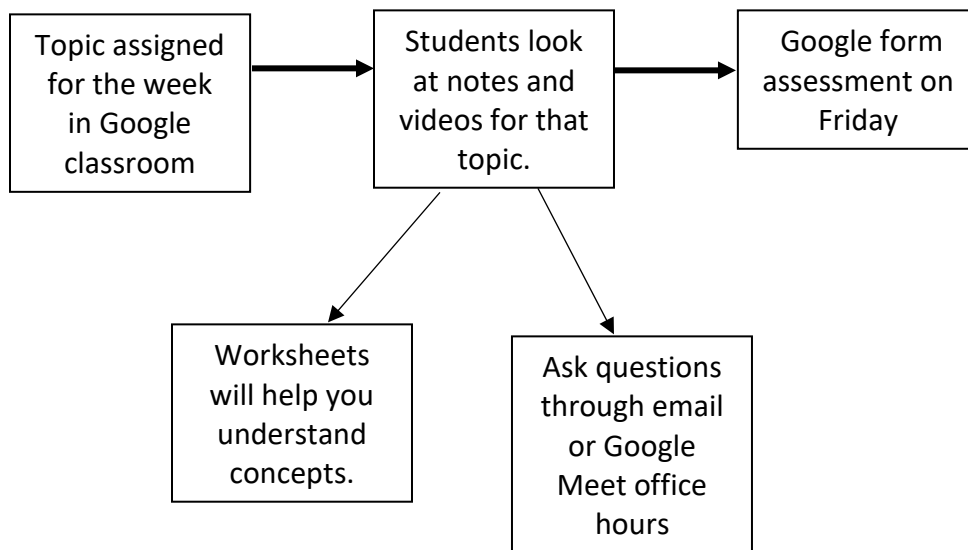 Topic assigned
for the week
in Google
classroom
Students look
at notes and
videos for that
topic.
Google form
assessment on
Friday
Worksheets
will help you
understand
concepts.
Ask questions
through email
or Google
Meet office
hours